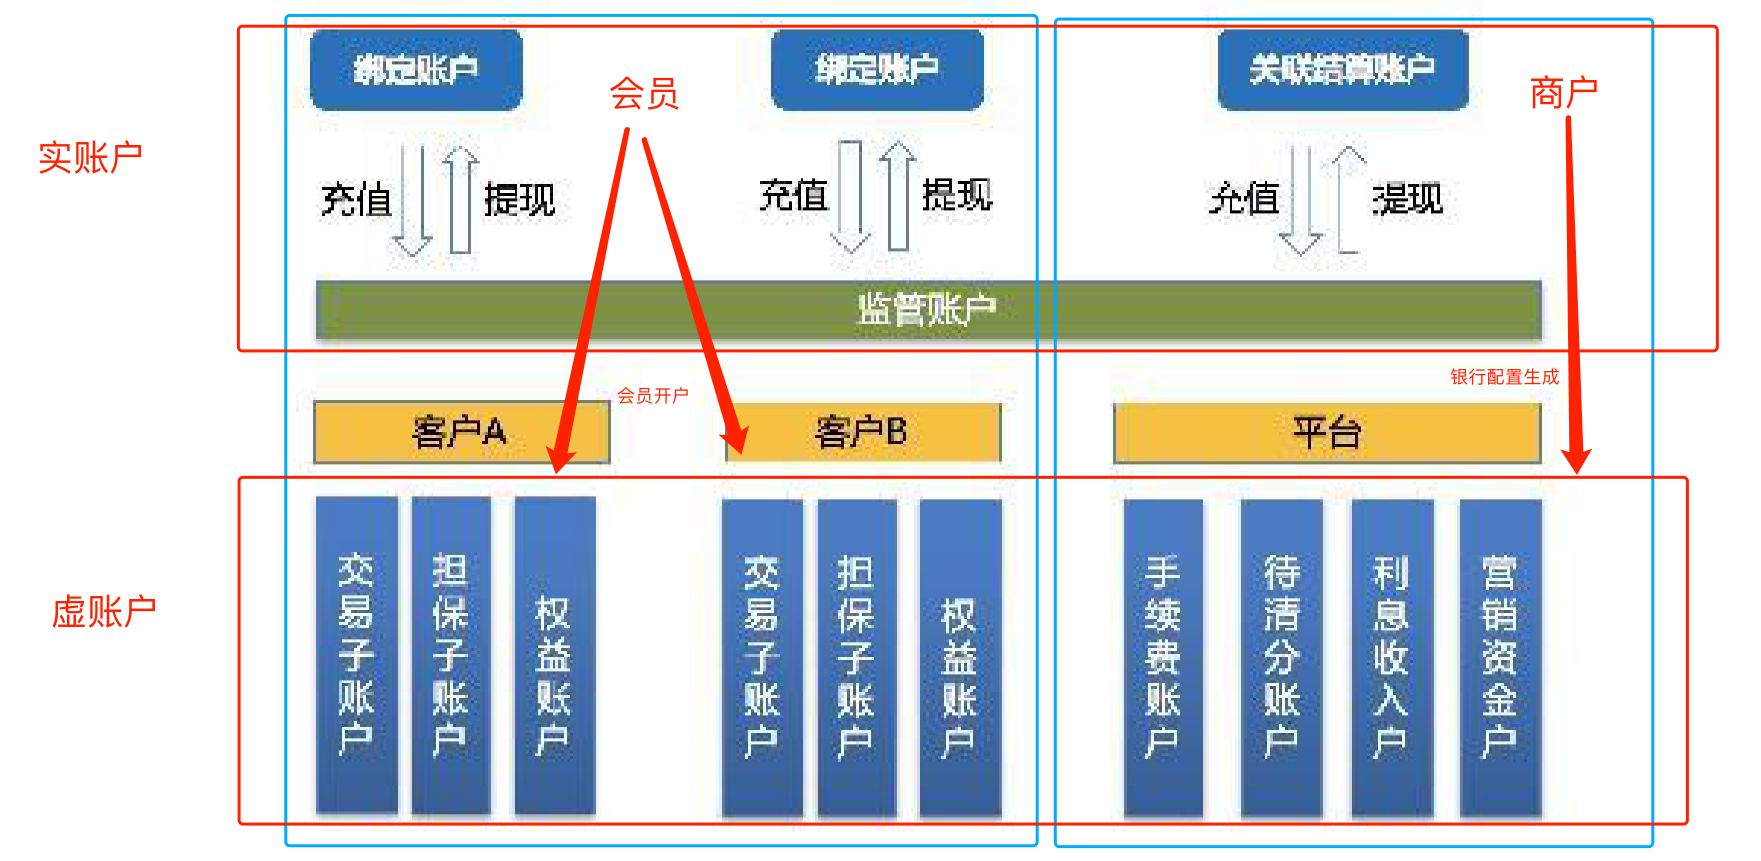 绑定账户
绑定账户
关联结算账户
会员
商户
实账户
充值
提现
充值
提现
充值
提现
监管账户
银行配置生成
会员开户
客户A
客户B
平台
虚账户
交易子账户
担保子账户
权益账户
交易子账户
担保子账户
权益账户
手续费账户
待清分账户
利息收入户
营销资金户